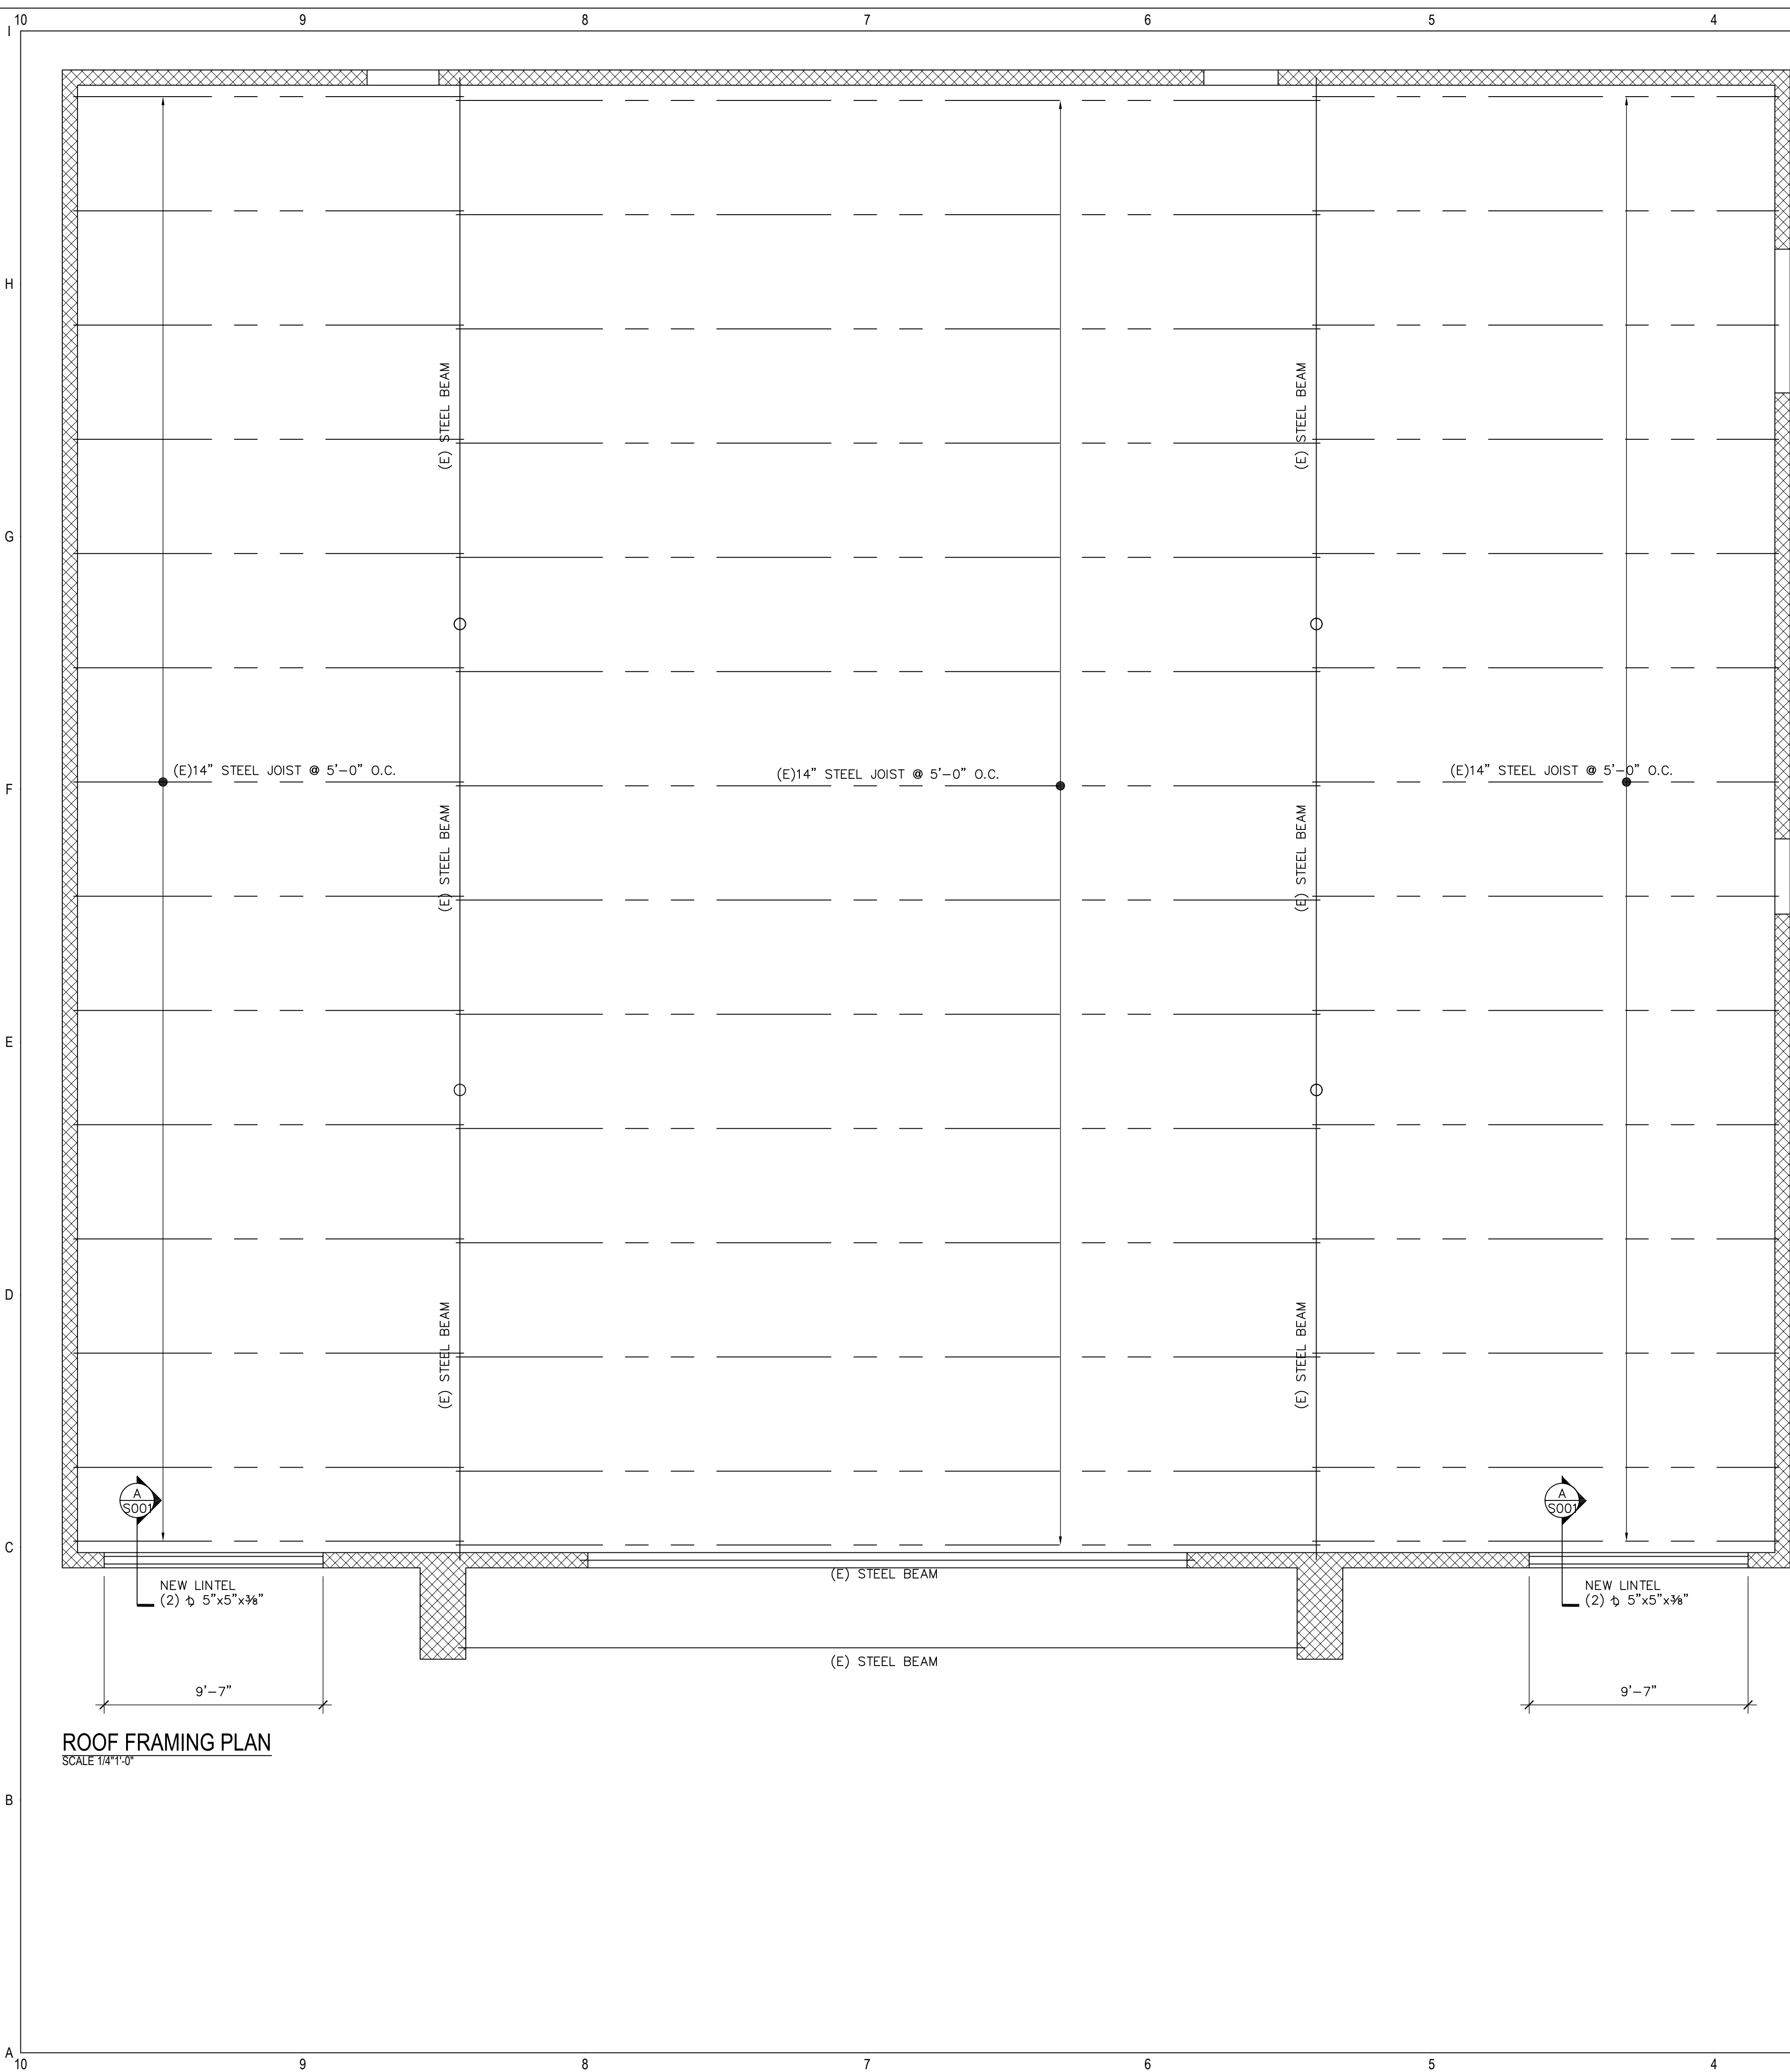 10 9 8 7 6 5 4
I
H
G
F
E
D
C
B
A
(E) STEEL BEAM
(E) STEEL BEAM
(E)14" STEEL JOIST @ 5'-0" O.C.
(E)14" STEEL JOIST @ 5'-0" O.C.
(E)14" STEEL JOIST @ 5'-0" O.C.
(E) STEEL BEAM
(E) STEEL BEAM
(E) STEEL BEAM
(E) STEEL BEAM
A
S001
A
S001
(E) STEEL BEAM
NEW LINTEL
(2) 5"x5"x⅜"
NEW LINTEL
(2) 5"x5"x⅜"
(E) STEEL BEAM
9'-7"
9'-7"
ROOF FRAMING PLAN
SCALE 1/4"1'-0"
10 9 8 7 6 5 4